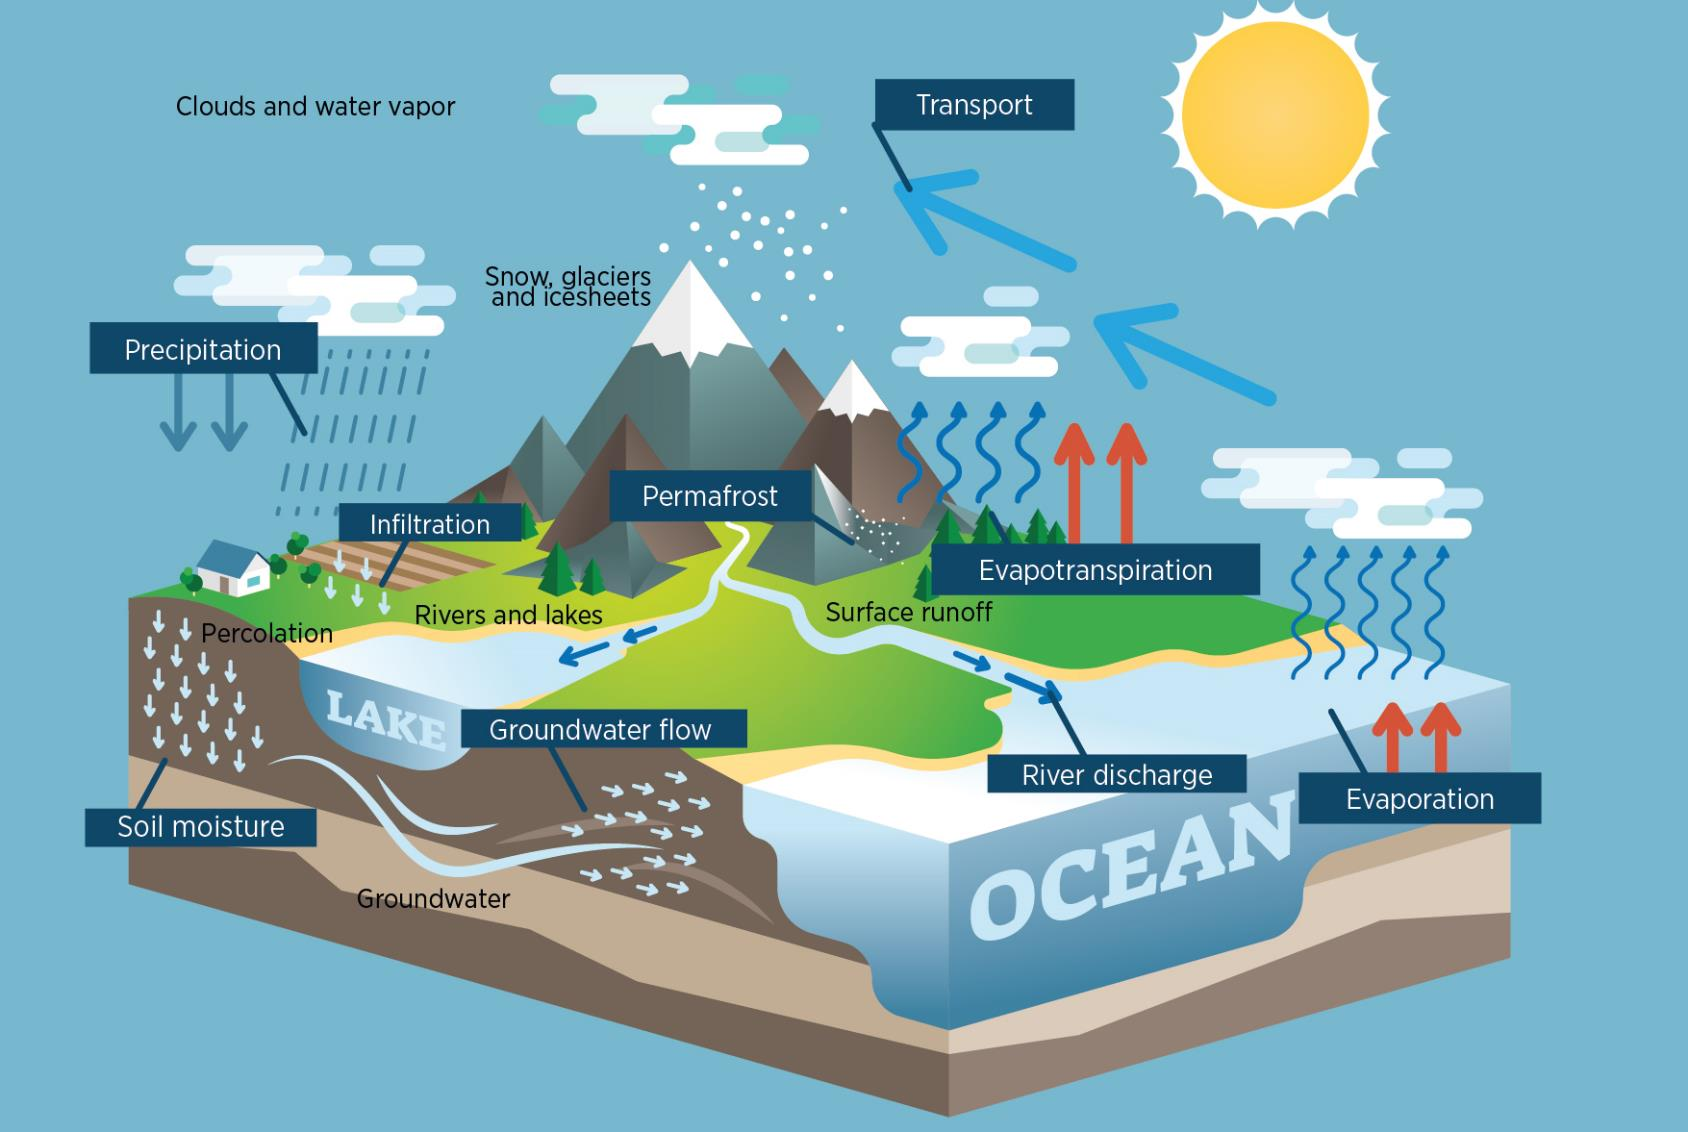 Clouds and water vapor
Transport
Snow, glaciers
and icesheets
Precipitation
Permafrost
Infiltration
Evapotranspiration
Rivers and lakes
Surface runoff
Percolation
LAKE
Groundwater flow
River discharge
Evaporation
Soil moisture
OCEAN
Groundwater